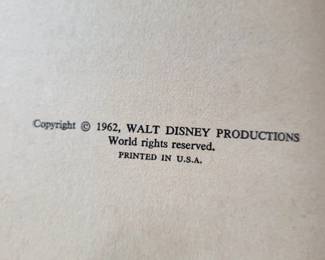 Copyright © 1962, WALT DISNEY PRODUCTIONS
World rights reserved.
PRINTED IN U.S.A.